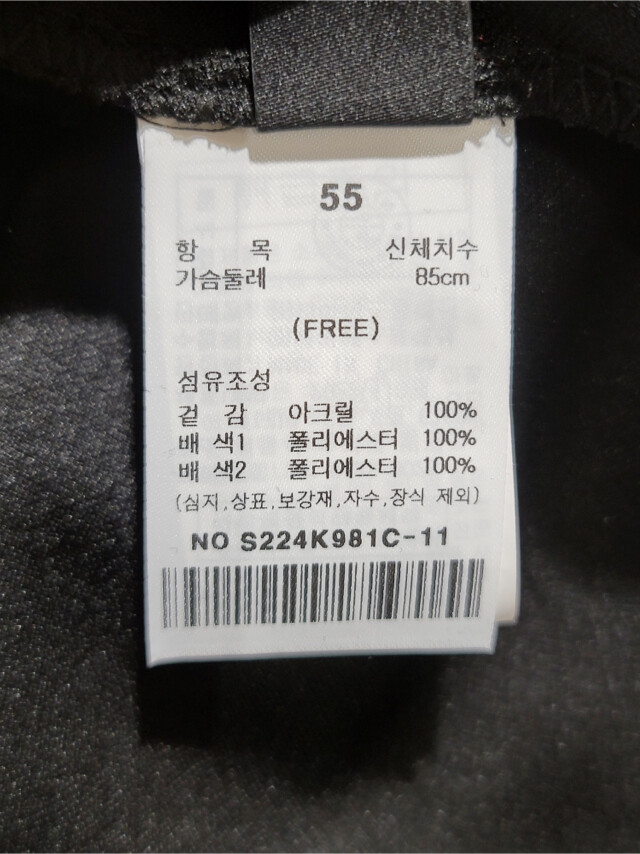 55
항 목 신체치수
가슴둘레 85cm
(FREE)
섬유조성
겉 감 아크릴 100%
배 색1 폴리에스터 100%
배 색2 폴리에스터 100%
(심지,상표,보강재,자수,장식 제외)
NO S224K981C-11